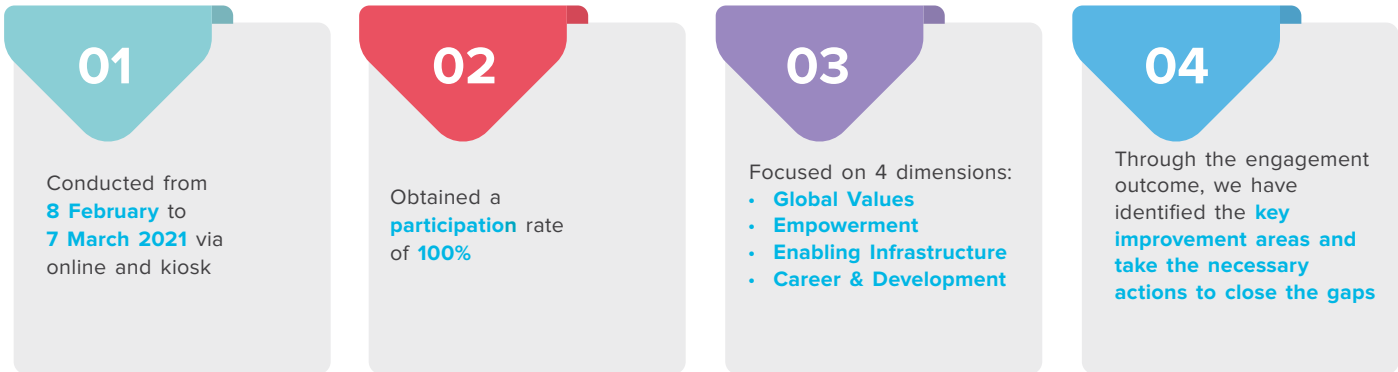 01
Conducted from
8 February to
7 March 2021 via
online and kiosk
02
Obtained a
participation rate
of 100%
03
Focused on 4 dimensions:
• Global Values
• Empowerment
• Enabling Infrastructure
• Career & Development
04
Through the engagement
outcome, we have
identified the key
improvement areas and
take the necessary
actions to close the gaps